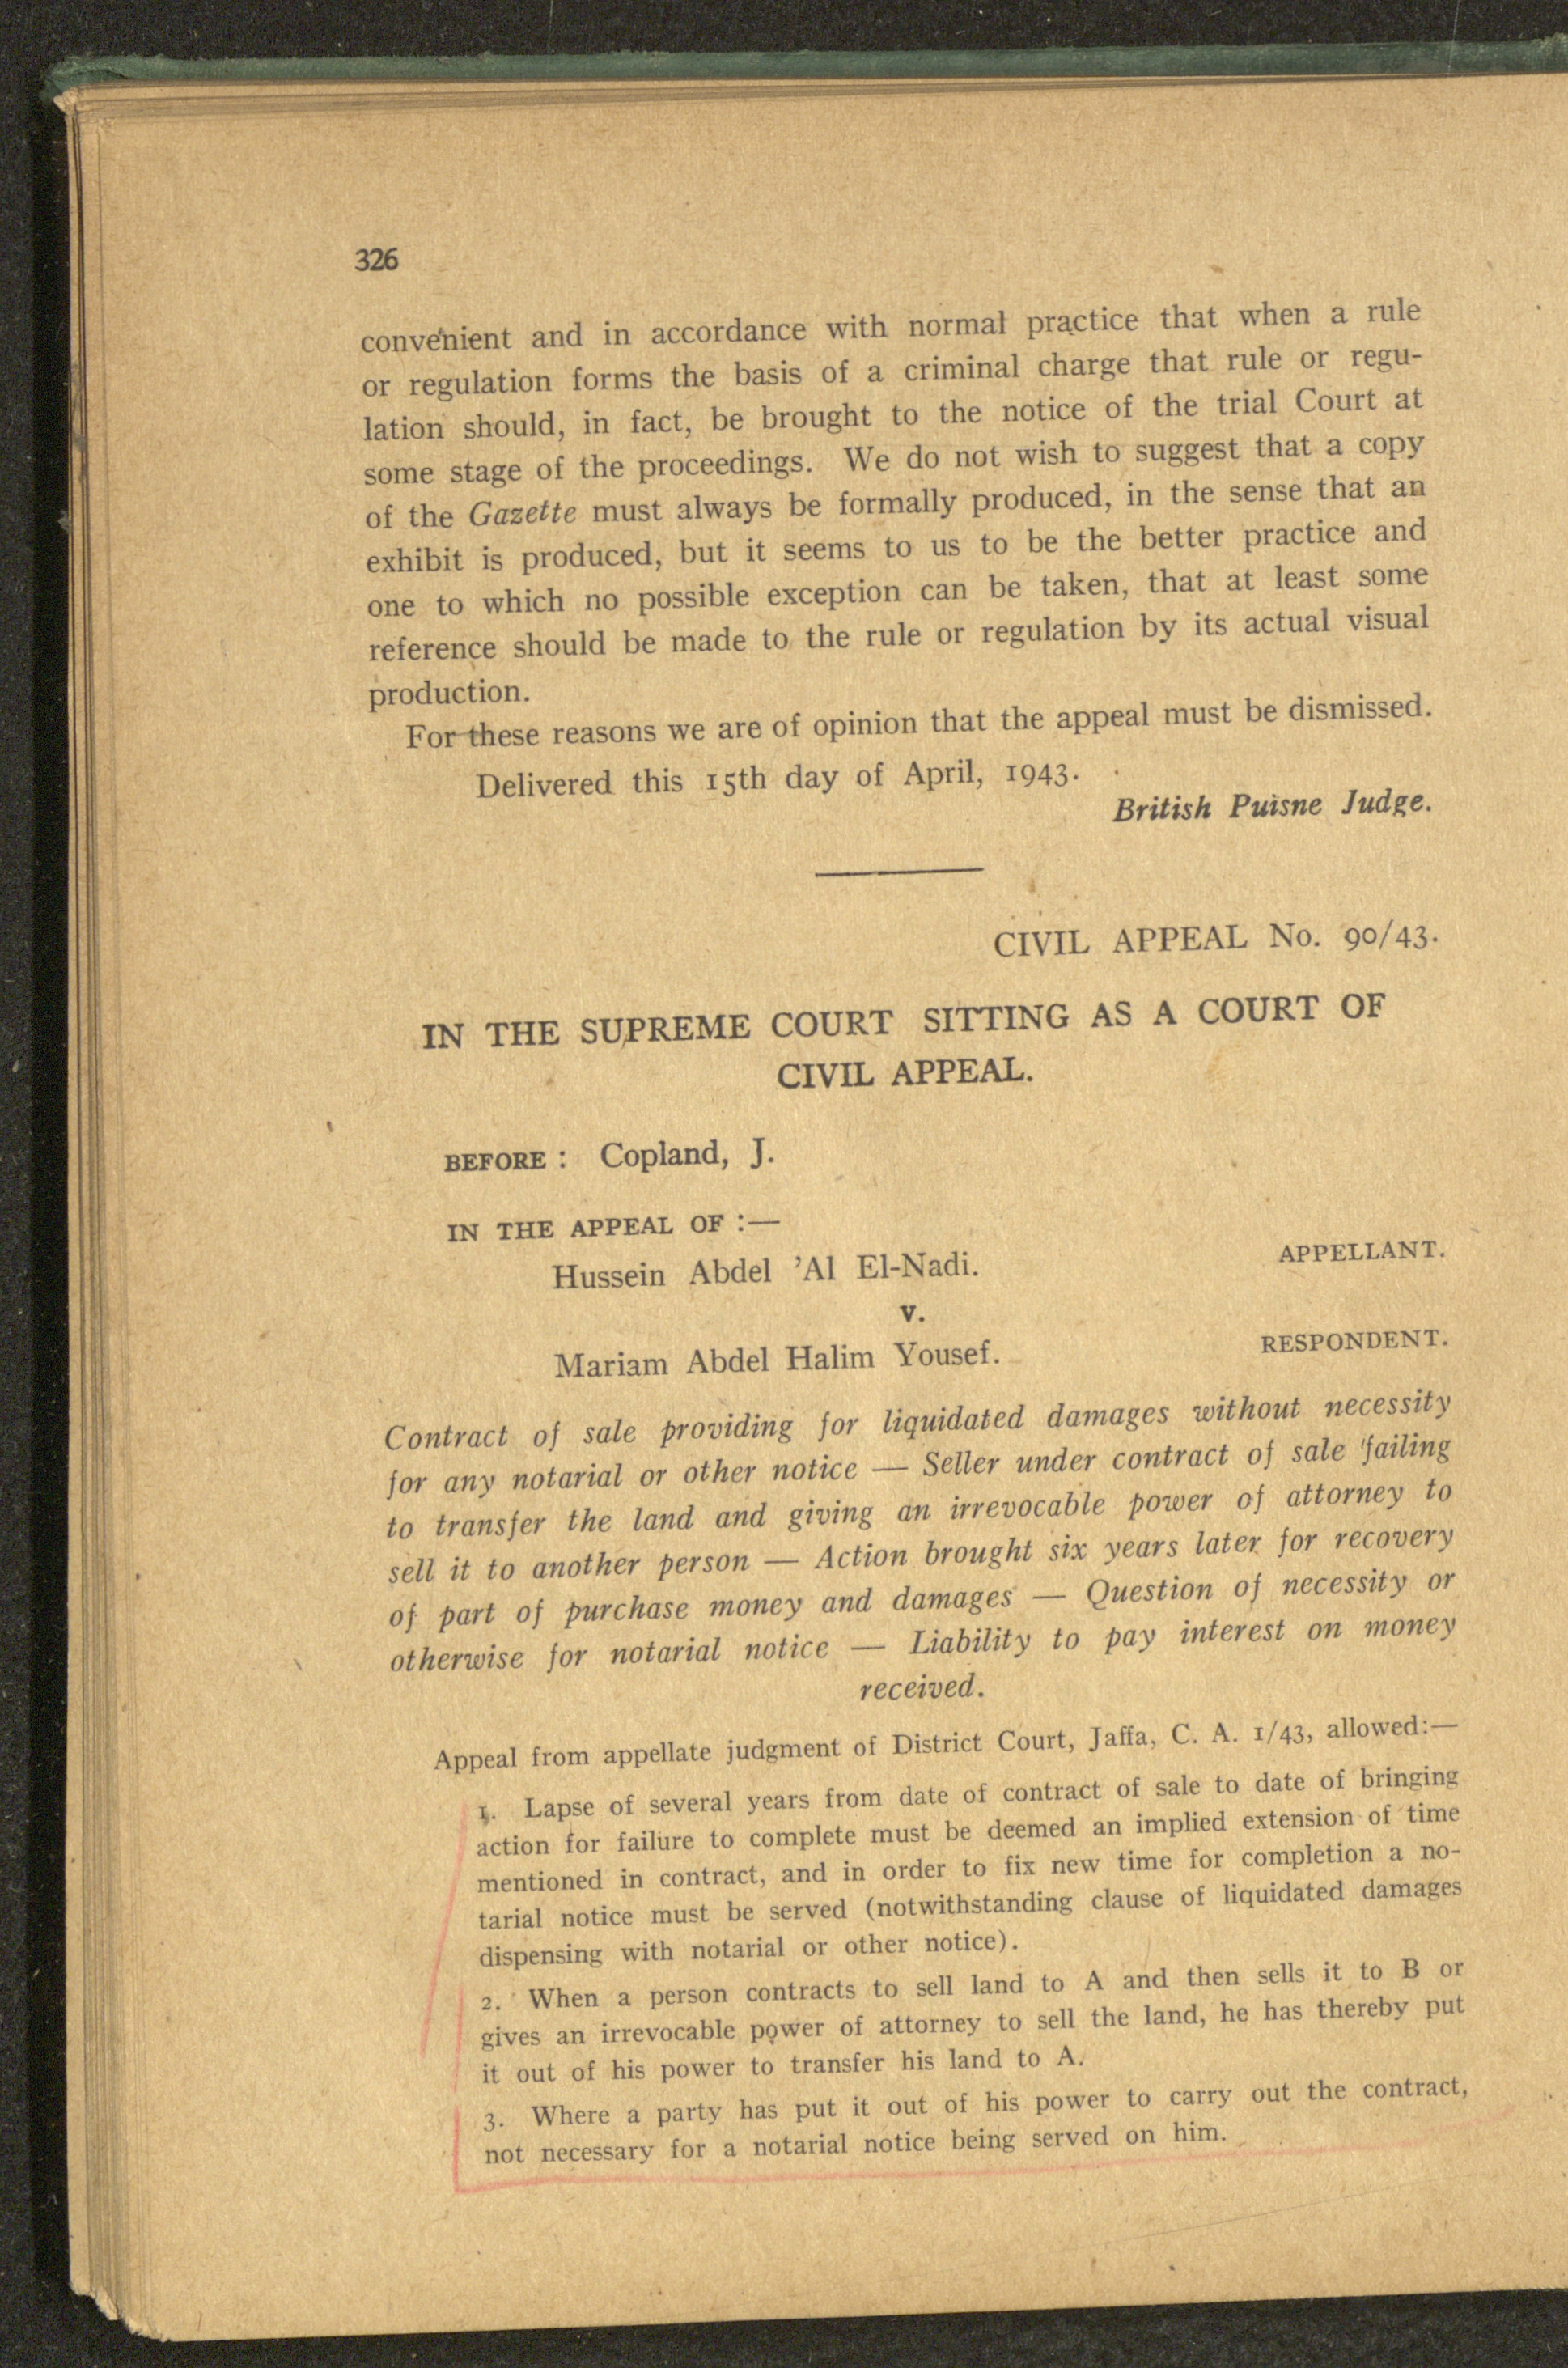 326
convenient and in accordance with normal practice that when a rule
or regulation forms the basis of a criminal charge that rule or regu-
lation should, in fact, be brought to the notice of the trial Court at
some stage of the proceedings. We do not wish to suggest that a copy
of the Gazette must always be formally produced, in the sense that an
exhibit is produced, but it seems to us to be the better practice and
one to which no possible exception can be taken, that at least some
reference should be made to the rule or regulation by its actual visual
production.
For these reasons we are of opinion that the appeal must be dismissed.
Delivered this 15th day of April, 1943.
British Puisne Judge.
CIVIL APPEAL No. 90/43.
IN THE SUPREME COURT SITTING AS A COURT OF
CIVIL APPEAL.
BEFORE : Copland, J.
IN THE APPEAL OF :—
Hussein Abdel 'Al El-Nadi. APPELLANT.
v.
Mariam Abdel Halim Yousef. RESPONDENT.
Contract of sale providing for liquidated damages without necessity
for any notarial or other notice — Seller under contract of sale failing
to transfer the land and giving an irrevocable power of attorney to
sell it to another person — Action brought six years later for recovery
of part of purchase money and damages — Question of necessity or
otherwise for notarial notice — Liability to pay interest on money
received.
Appeal from appellate judgment of District Court, Jaffa, C. A. 1/43, allowed:—
1. Lapse of several years from date of contract of sale to date of bringing
action for failure to complete must be deemed an implied extension of time
mentioned in contract, and in order to fix new time for completion a no-
tarial notice must be served (notwithstanding clause of liquidated damages
dispensing with notarial or other notice).
2. When a person contracts to sell land to A and then sells it to B or
gives an irrevocable power of attorney to sell the land, he has thereby put
it out of his power to transfer his land to A.
3. Where a party has put it out of his power to carry out the contract,
not necessary for a notarial notice being served on him.